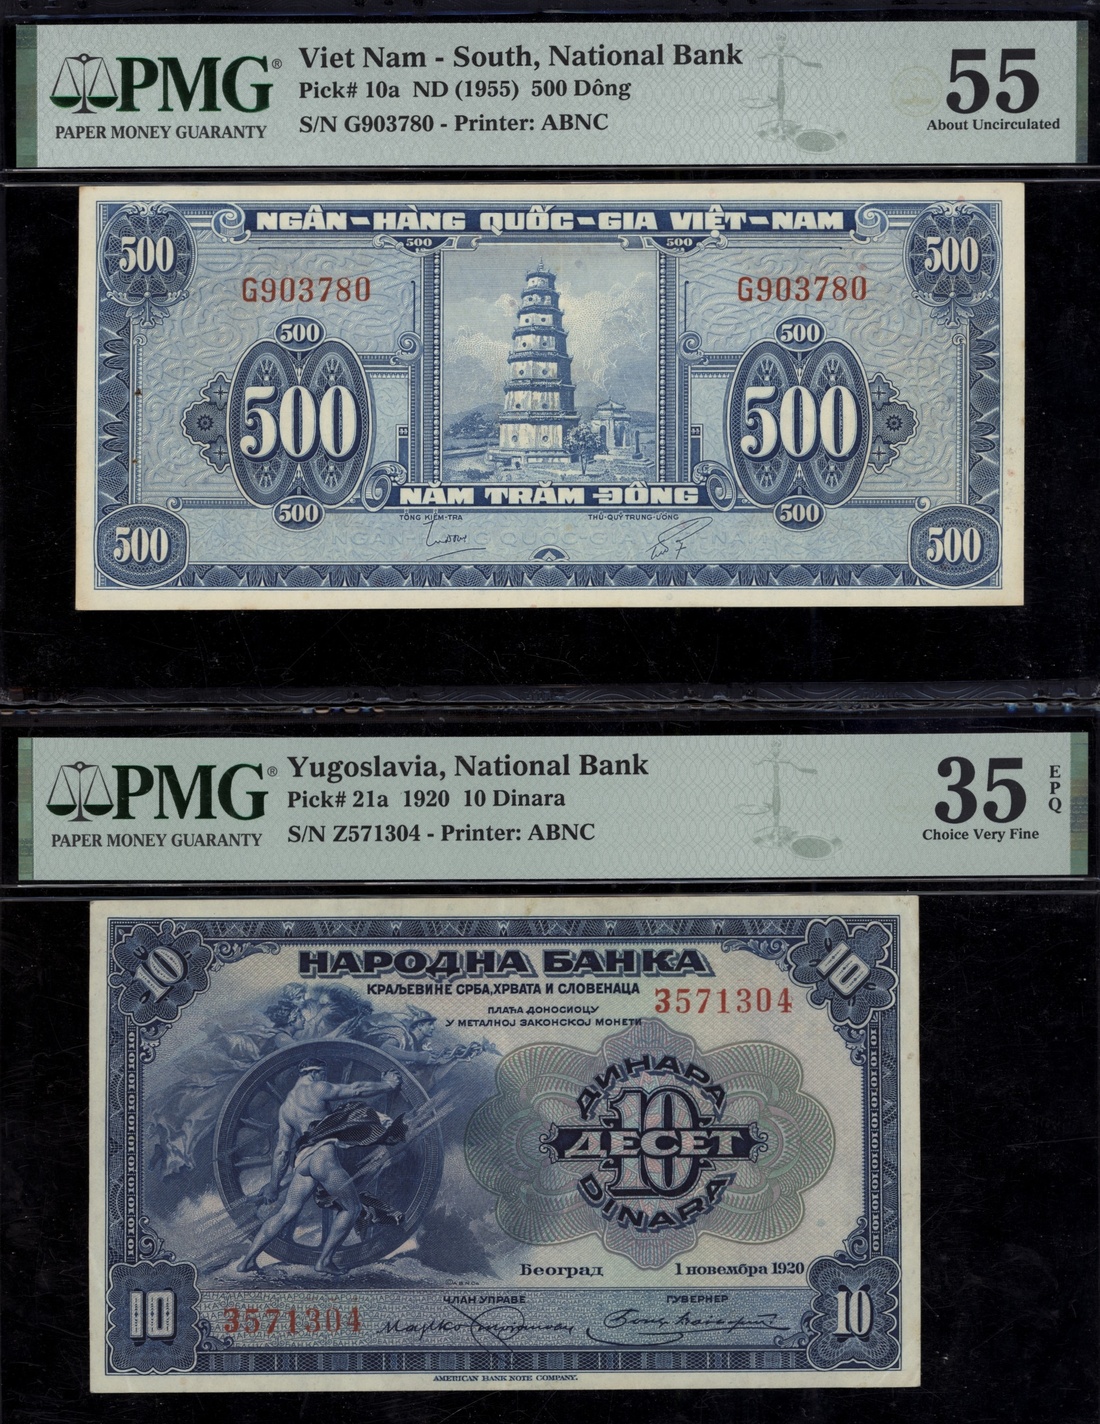 PMG®
PAPER MONEY GUARANTY
Viet Nam - South, National Bank
Pick# 10a ND (1955) 500 Dông
S/N G903780 - Printer: ABNC
55
About Uncirculated
NGÂN-HÀNG QUỐC-GIA VIỆT-NAM
500 500 500 500
G903780 G903780
500 500
500 500
NĂM TRĂM ĐỒNG
500 500
TỔNG KIỂM-TRA THỦ-QUỸ TRUNG-ƯƠNG
500 500
PMG®
PAPER MONEY GUARANTY
Yugoslavia, National Bank
Pick# 21a 1920 10 Dinara
S/N Z571304 - Printer: ABNC
35 EPQ
Choice Very Fine
10 10
НАРОДНА БАНКА
КРАЉЕВИНЕ СРБА, ХРВАТА И СЛОВЕНАЦА
З571304
ПЛАЋА ДОНОСИОЦУ
У МЕТАЛНОЈ ЗАКОНСКОЈ МОНЕТИ
ДИНАРА
10
ДЕСЕТ
DINARA
Београд 1 новембра 1920
ЧЛАН УПРАВЕ ГУВЕРНЕР
10 З571304 10
AMERICAN BANK NOTE COMPANY.